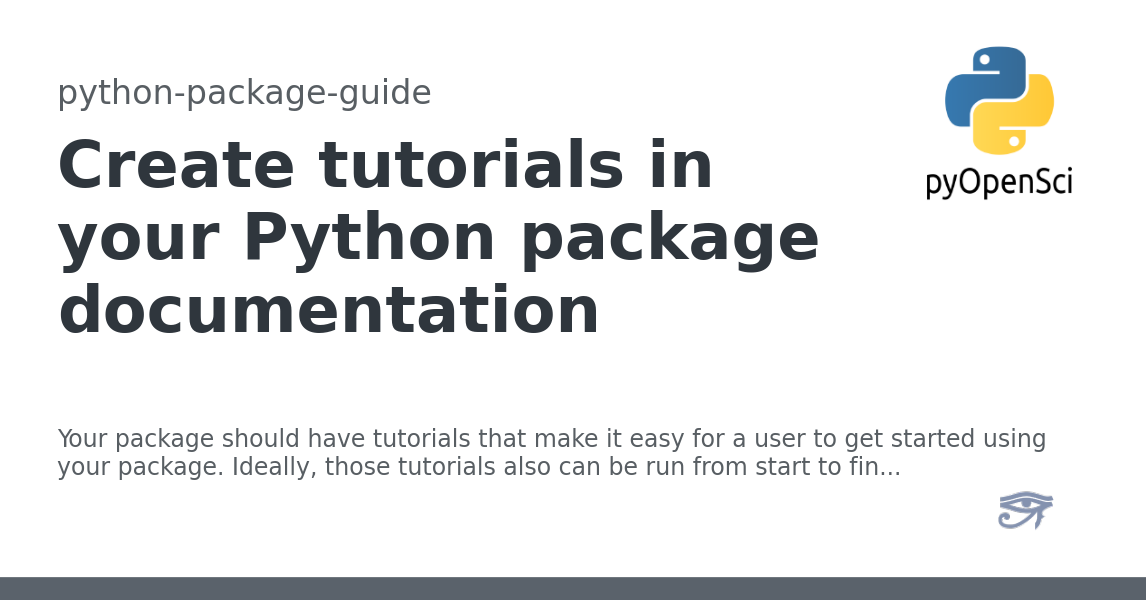 python-package-guide
Create tutorials in
your Python package
documentation
pyOpenSci
Your package should have tutorials that make it easy for a user to get started using
your package. Ideally, those tutorials also can be run from start to fin...